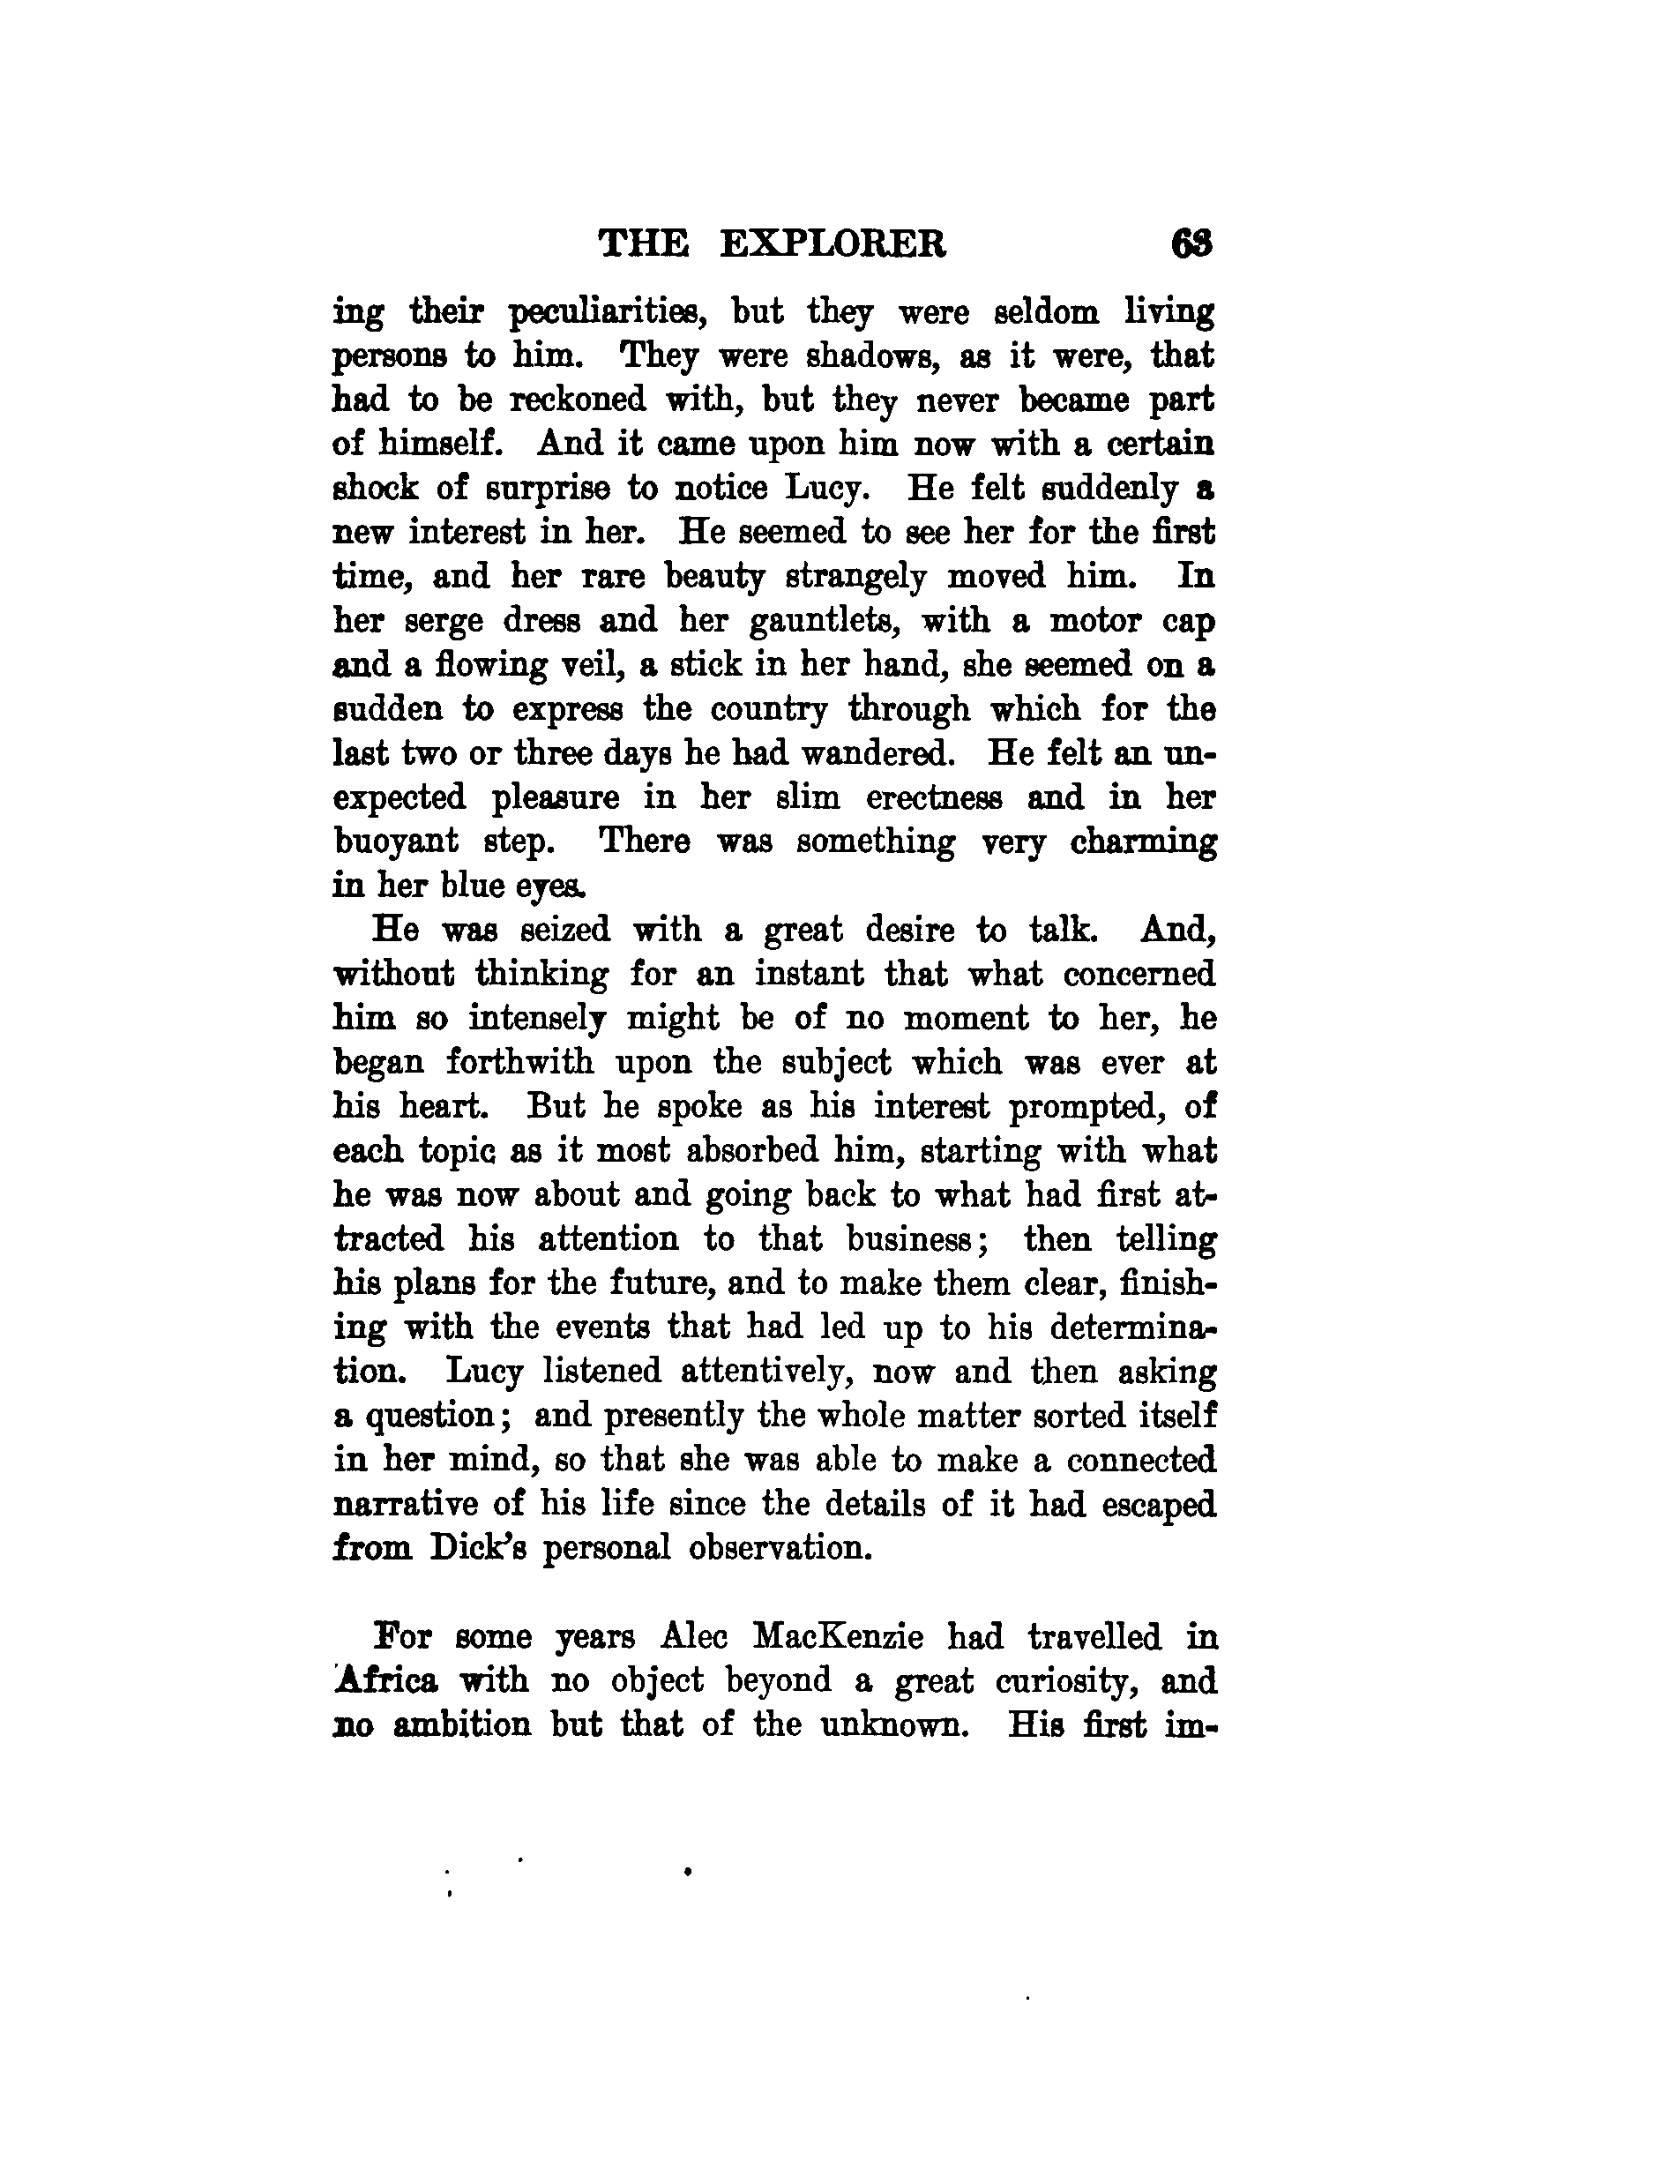 THE EXPLORER 63
ing their peculiarities, but they were seldom living
persons to him. They were shadows, as it were, that
had to be reckoned with, but they never became part
of himself. And it came upon him now with a certain
shock of surprise to notice Lucy. He felt suddenly a
new interest in her. He seemed to see her for the first
time, and her rare beauty strangely moved him. In
her serge dress and her gauntlets, with a motor cap
and a flowing veil, a stick in her hand, she seemed on a
sudden to express the country through which for the
last two or three days he had wandered. He felt an un-
expected pleasure in her slim erectness and in her
buoyant step. There was something very charming
in her blue eyes.
He was seized with a great desire to talk. And,
without thinking for an instant that what concerned
him so intensely might be of no moment to her, he
began forthwith upon the subject which was ever at
his heart. But he spoke as his interest prompted, of
each topic as it most absorbed him, starting with what
he was now about and going back to what had first at-
tracted his attention to that business; then telling
his plans for the future, and to make them clear, finish-
ing with the events that had led up to his determina-
tion. Lucy listened attentively, now and then asking
a question; and presently the whole matter sorted itself
in her mind, so that she was able to make a connected
narrative of his life since the details of it had escaped
from Dick's personal observation.
For some years Alec MacKenzie had travelled in
Africa with no object beyond a great curiosity, and
no ambition but that of the unknown. His first im-